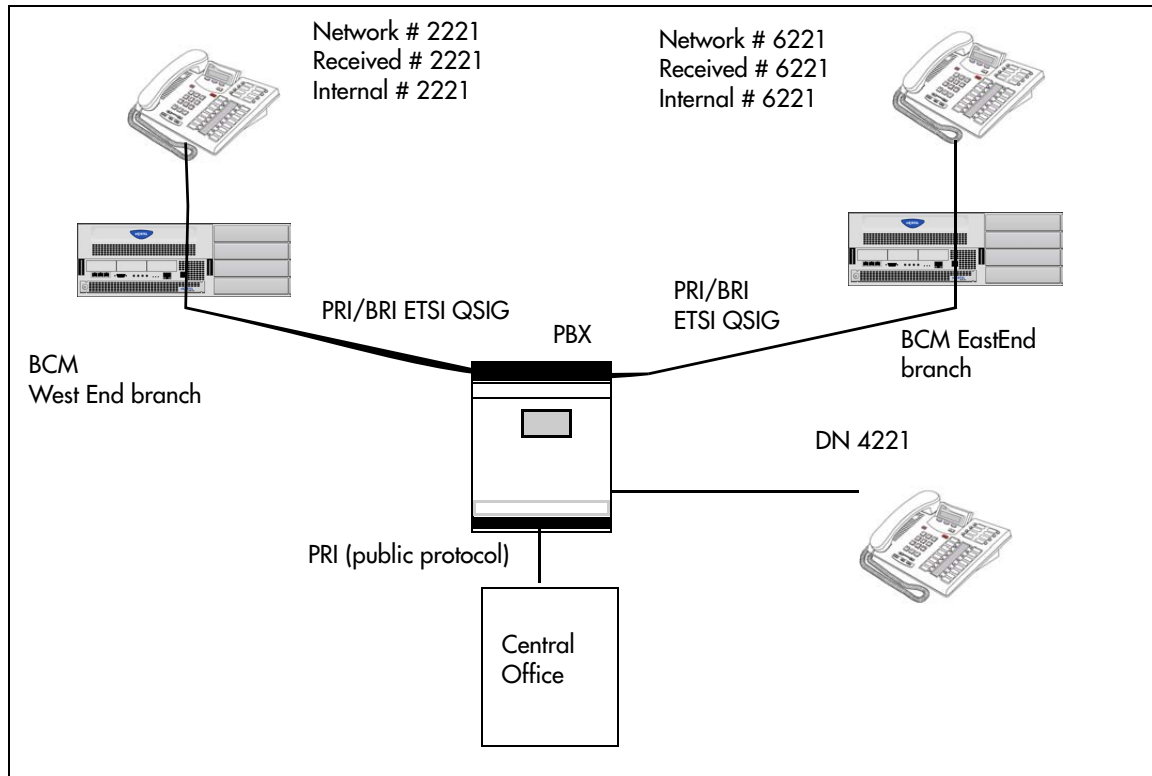 Network # 2221
Received # 2221
Internal # 2221
Network # 6221
Received # 6221
Internal # 6221
PRI/BRI ETSI QSIG
PBX
PRI/BRI
ETSI QSIG
BCM
West End branch
BCM EastEnd
branch
DN 4221
PRI (public protocol)
Central
Office